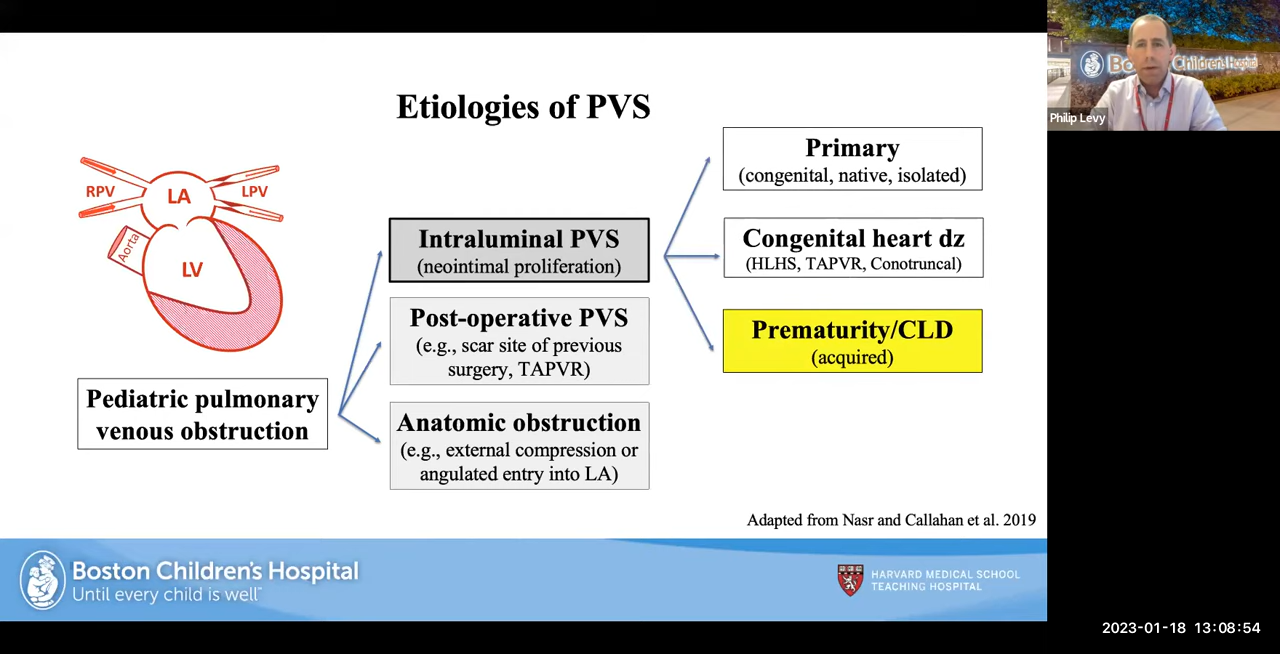 Etiologies of PVS
RPV
LA
LPV
Aorta
LV
Pediatric pulmonary
venous obstruction
Intraluminal PVS
(neointimal proliferation)
Post-operative PVS
(e.g., scar site of previous
surgery, TAPVR)
Anatomic obstruction
(e.g., external compression or
angulated entry into LA)
Primary
(congenital, native, isolated)
Congenital heart dz
(HLHS, TAPVR, Conotruncal)
Prematurity/CLD
(acquired)
Adapted from Nasr and Callahan et al. 2019
Boston Children's Hospital
Until every child is well™
HARVARD MEDICAL SCHOOL
TEACHING HOSPITAL
Children's Hospital
Philip Levy
2023-01-18 13:08:54